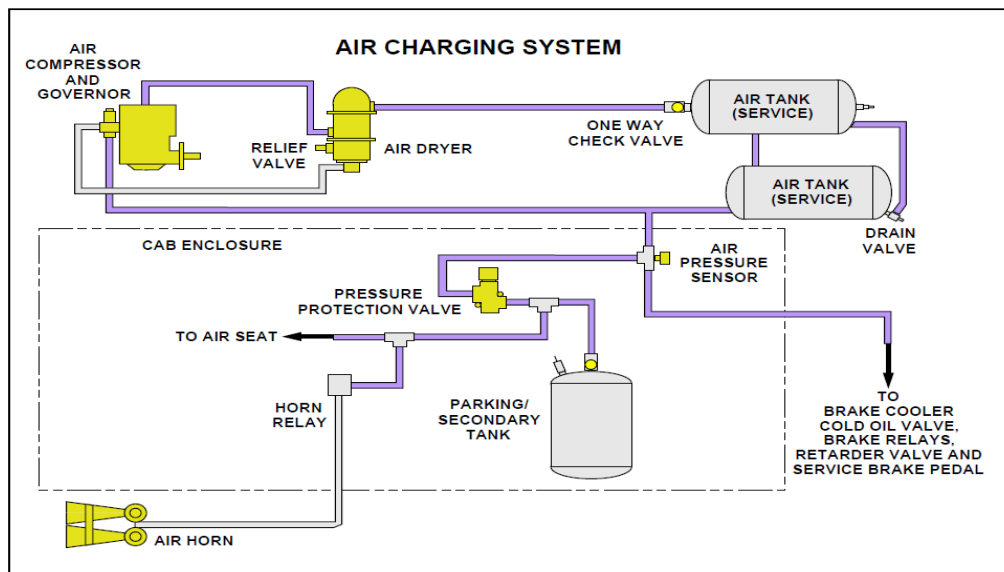 AIR CHARGING SYSTEM
AIR
COMPRESSOR
AND
GOVERNOR
RELIEF
VALVE
AIR DRYER
ONE WAY
CHECK VALVE
AIR TANK
(SERVICE)
AIR TANK
(SERVICE)
DRAIN
VALVE
CAB ENCLOSURE
AIR
PRESSURE
SENSOR
PRESSURE
PROTECTION VALVE
TO AIR SEAT
HORN
RELAY
PARKING/
SECONDARY
TANK
TO
BRAKE COOLER
COLD OIL VALVE,
BRAKE RELAYS,
RETARDER VALVE AND
SERVICE BRAKE PEDAL
AIR HORN